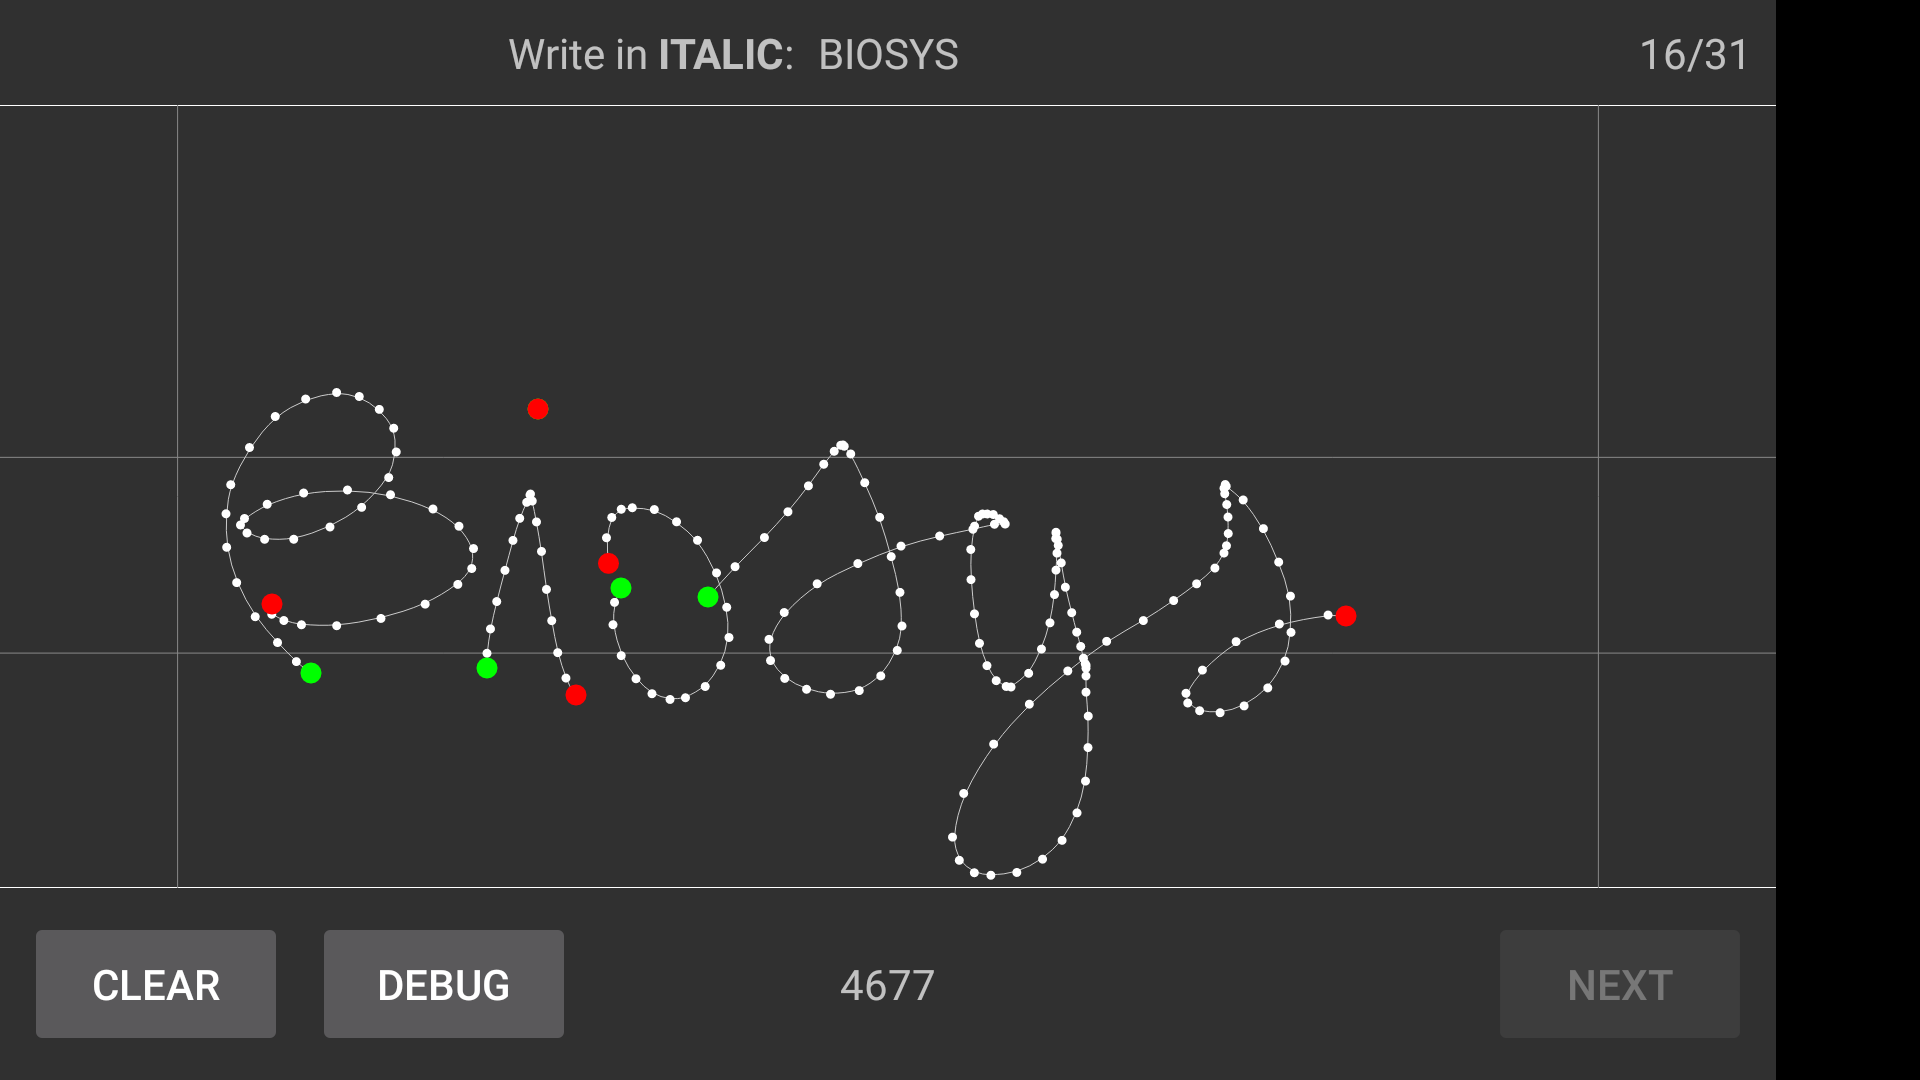 Write in ITALIC: BIOSYS
16/31
Biosys
CLEAR
DEBUG
4677
NEXT